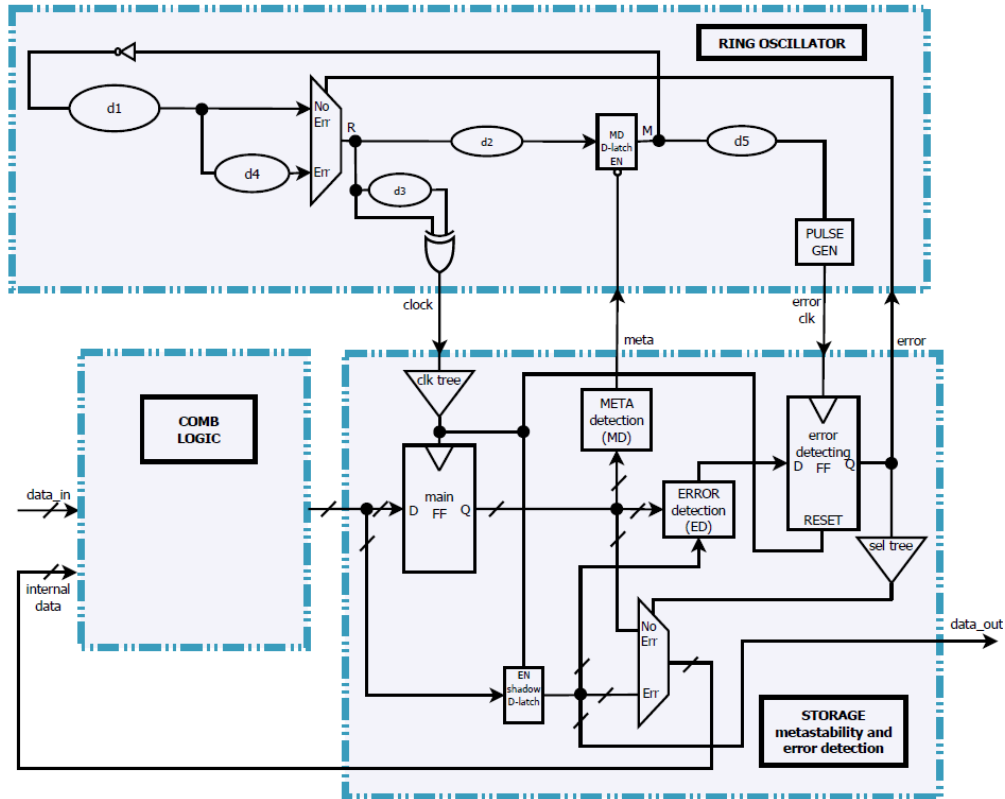 RING OSCILLATOR
d1
No
Err
R
d2
MD
D-latch
EN
M
d5
d4
Err
d3
PULSE
GEN
clock
meta
error
clk
error
COMB
LOGIC
clk tree
META
detection
(MD)
error
detecting
D FF Q
RESET
data_in
main
D FF Q
ERROR
detection
(ED)
sel tree
internal
data
No
Err
data_out
EN
shadow
D-latch
Err
STORAGE
metastability and
error detection